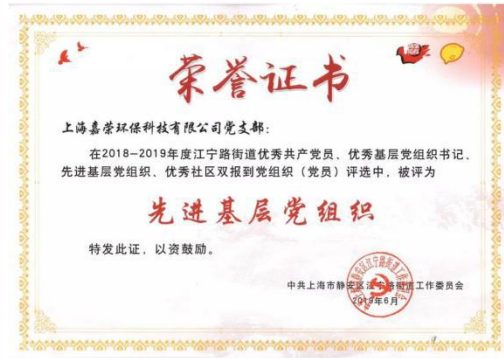 荣誉证书
上海嘉荣环保科技有限公司党支部：
在2018-2019年度江宁路街道优秀共产党员、优秀基层党组织书记、
先进基层党组织、优秀社区双报到党组织（党员）评选中，被评为
先进基层党组织
特发此证，以资鼓励。
中共上海市静安区江宁路街道工作委员会
2019年6月